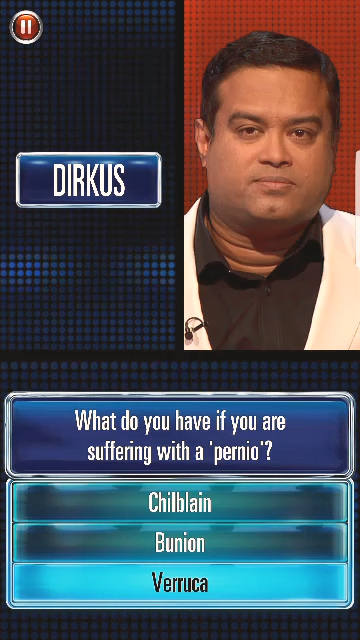 DIRKUS
What do you have if you are
suffering with a 'pernio'?
Chilblain
Bunion
Verruca